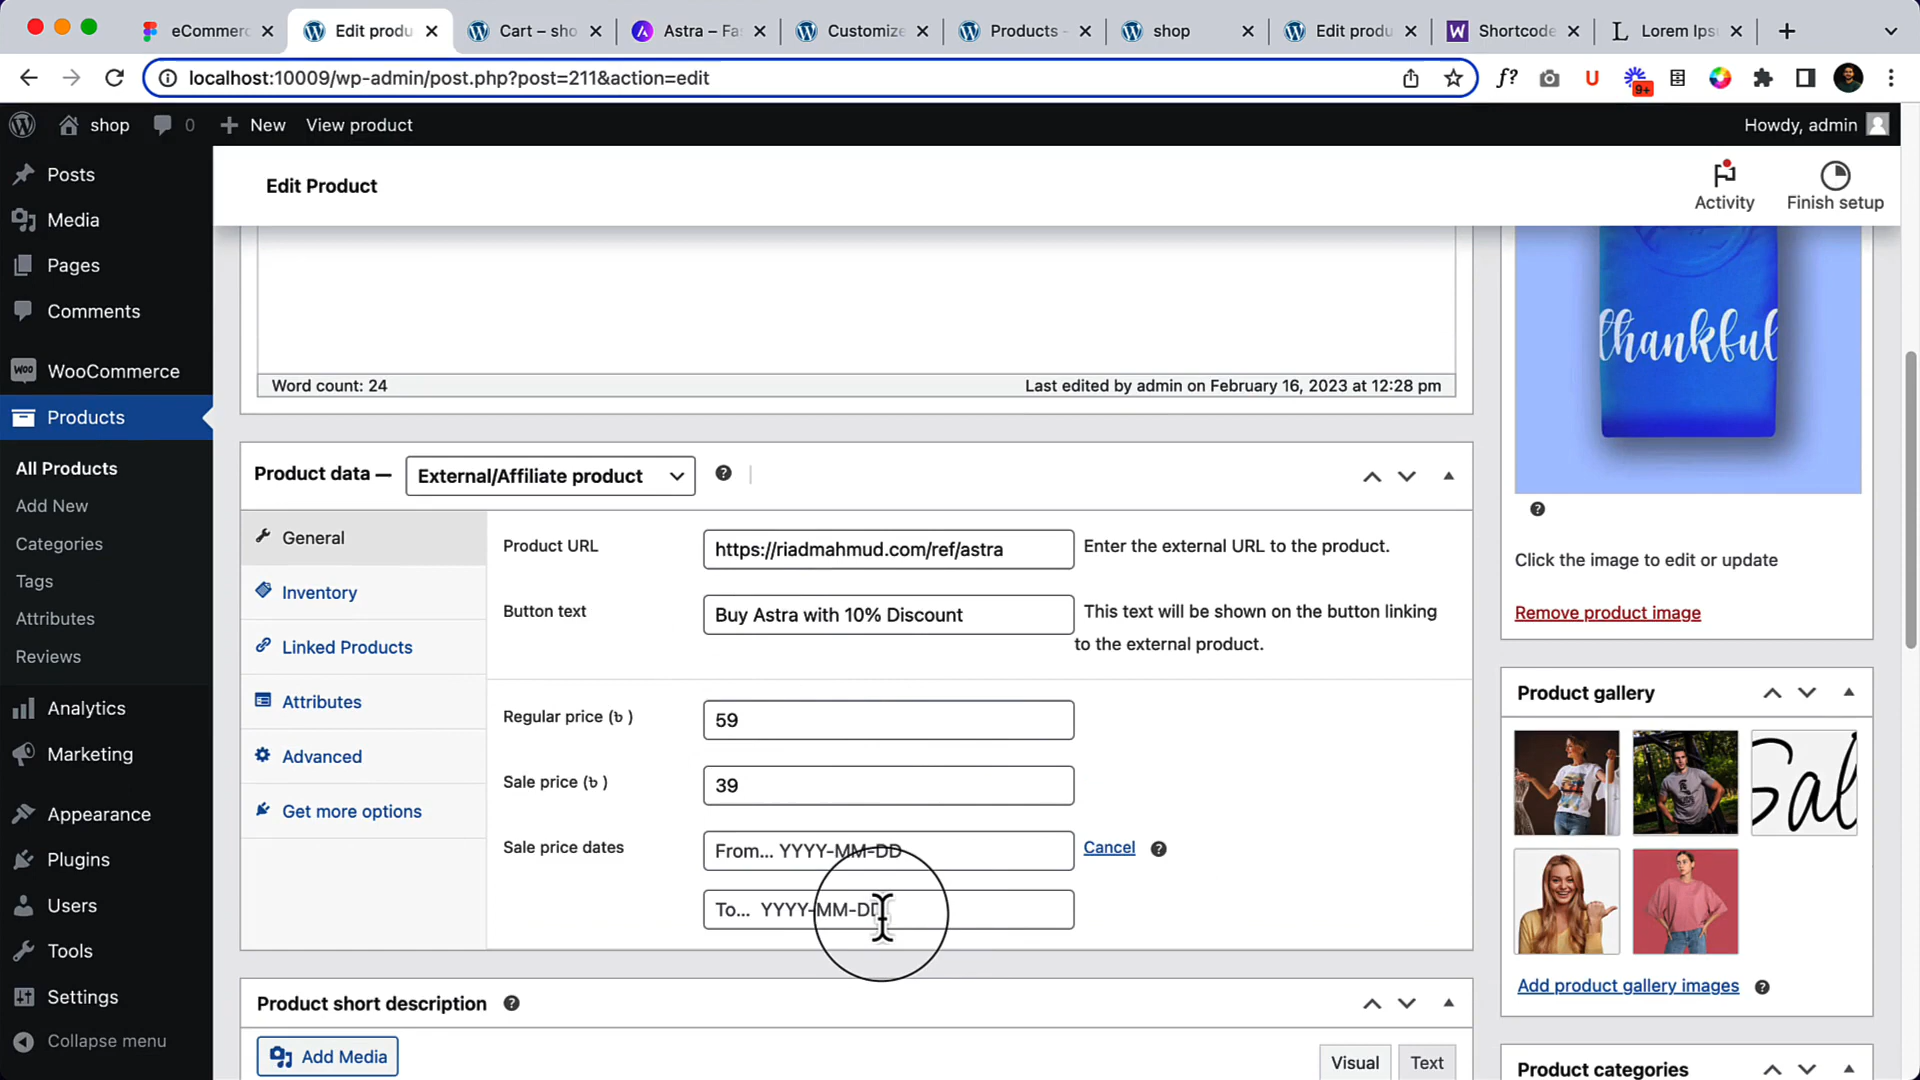 eCommerc
Edit produ
Cart – sho
Astra – Fa
Customize
Products -
shop
Edit produ
Shortcode
Lorem Ips
localhost:10009/wp-admin/post.php?post=211&action=edit
f?
9+
shop
0
New
View product
Howdy, admin
Posts
Media
Pages
Comments
WooCommerce
Products
All Products
Add New
Categories
Tags
Attributes
Reviews
Analytics
Marketing
Appearance
Plugins
Users
Tools
Settings
Collapse menu
Edit Product
Activity
Finish setup
Word count: 24
Last edited by admin on February 16, 2023 at 12:28 pm
Product data —
External/Affiliate product
General
Inventory
Linked Products
Attributes
Advanced
Get more options
Product URL
https://riadmahmud.com/ref/astra
Enter the external URL to the product.
Button text
Buy Astra with 10% Discount
This text will be shown on the button linking
to the external product.
Regular price (৳ )
59
Sale price (৳ )
39
Sale price dates
From... YYYY-MM-DD
Cancel
To... YYYY-MM-DD
Product short description
Add Media
Visual
Text
thankful
Click the image to edit or update
Remove product image
Product gallery
Sal
Add product gallery images
Product categories